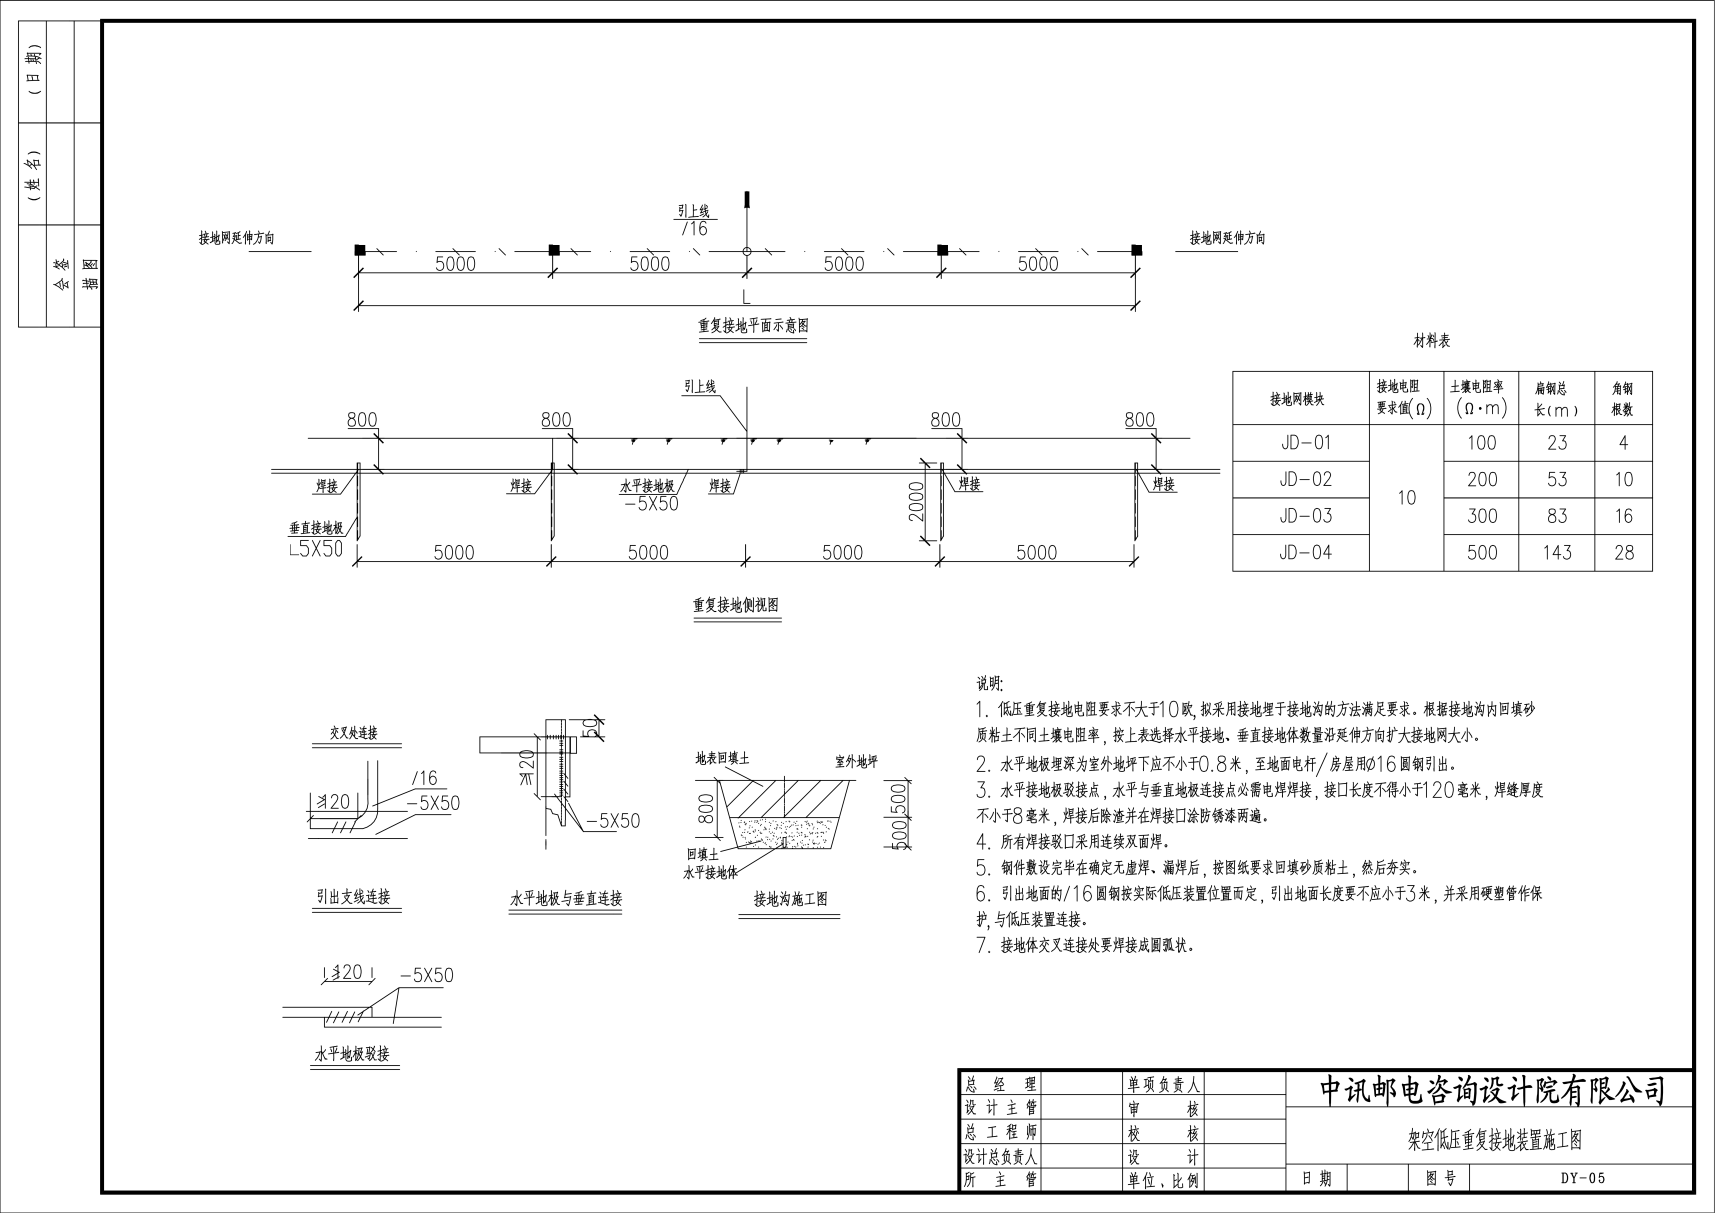 (日 期)
(姓 名)
会 签
描 图
引上线
/16
接地网延伸方向
接地网延伸方向
5000
5000
5000
5000
L
重复接地平面示意图
引上线
800
800
800
800
焊接
焊接
水平接地极
-5X50
焊接
焊接
焊接
2000
垂直接地极
∟5X50
5000
5000
5000
5000
重复接地侧视图
材料表
接地网模块 接地电阻要求值(Ω) 土壤电阻率(Ω·m) 扁钢总长(m) 角钢根数
JD-01 10 100 23 4
JD-02 200 53 10
JD-03 300 83 16
JD-04 500 143 28
说明:
1. 低压重复接地电阻要求不大于10欧,拟采用接地埋于接地沟的方法满足要求。根据接地沟内回填砂
质粘土不同土壤电阻率,按上表选择水平接地、垂直接地体数量沿延伸方向扩大接地网大小。
2. 水平地极埋深为室外地坪下应不小于0.8米,至地面电杆/房屋用Ø16圆钢引出。
3. 水平接地极驳接点,水平与垂直地极连接点必需电焊焊接,接口长度不得小于120毫米,焊缝厚度
不小于8毫米,焊接后除渣并在焊接口涂防锈漆两遍。
4. 所有焊接驳口采用连续双面焊。
5. 钢件敷设完毕在确定无虚焊、漏焊后,按图纸要求回填砂质粘土,然后夯实。
6. 引出地面的/16圆钢按实际低压装置位置而定,引出地面长度要不应小于3米,并采用硬塑管作保
护,与低压装置连接。
7. 接地体交叉连接处要焊接成圆弧状。
交叉处连接
/16
≥120
-5X50
引出支线连接
50
≥120
-5X50
水平地极与垂直连接
地表回填土
室外地坪
800
500
500
回填土
水平接地体
接地沟施工图
≥120
-5X50
水平地极驳接
总 经 理
单项负责人
中讯邮电咨询设计院有限公司
设 计 主 管
审 核
总 工 程 师
校 核
架空低压重复接地装置施工图
设计总负责人
设 计
所 主 管
单位、比例
日 期
图 号
DY-05